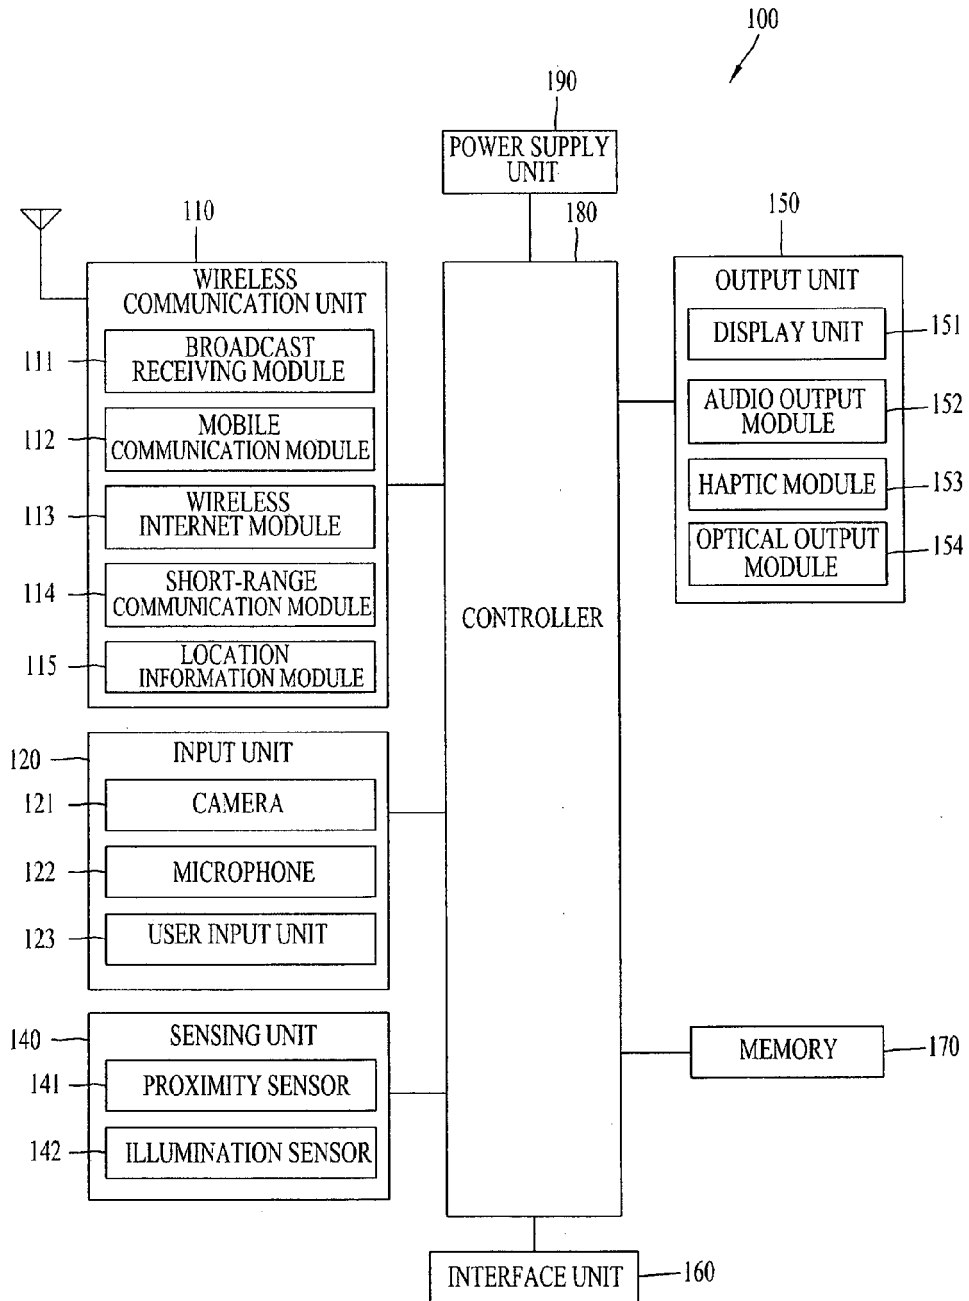 100
190
POWER SUPPLY
UNIT
110
180
150
WIRELESS
COMMUNICATION UNIT
111
BROADCAST
RECEIVING MODULE
112
MOBILE
COMMUNICATION MODULE
113
WIRELESS
INTERNET MODULE
114
SHORT-RANGE
COMMUNICATION MODULE
115
LOCATION
INFORMATION MODULE
120
INPUT UNIT
121
CAMERA
122
MICROPHONE
123
USER INPUT UNIT
140
SENSING UNIT
141
PROXIMITY SENSOR
142
ILLUMINATION SENSOR
CONTROLLER
OUTPUT UNIT
DISPLAY UNIT
151
AUDIO OUTPUT
MODULE
152
HAPTIC MODULE
153
OPTICAL OUTPUT
MODULE
154
MEMORY
170
INTERFACE UNIT
160